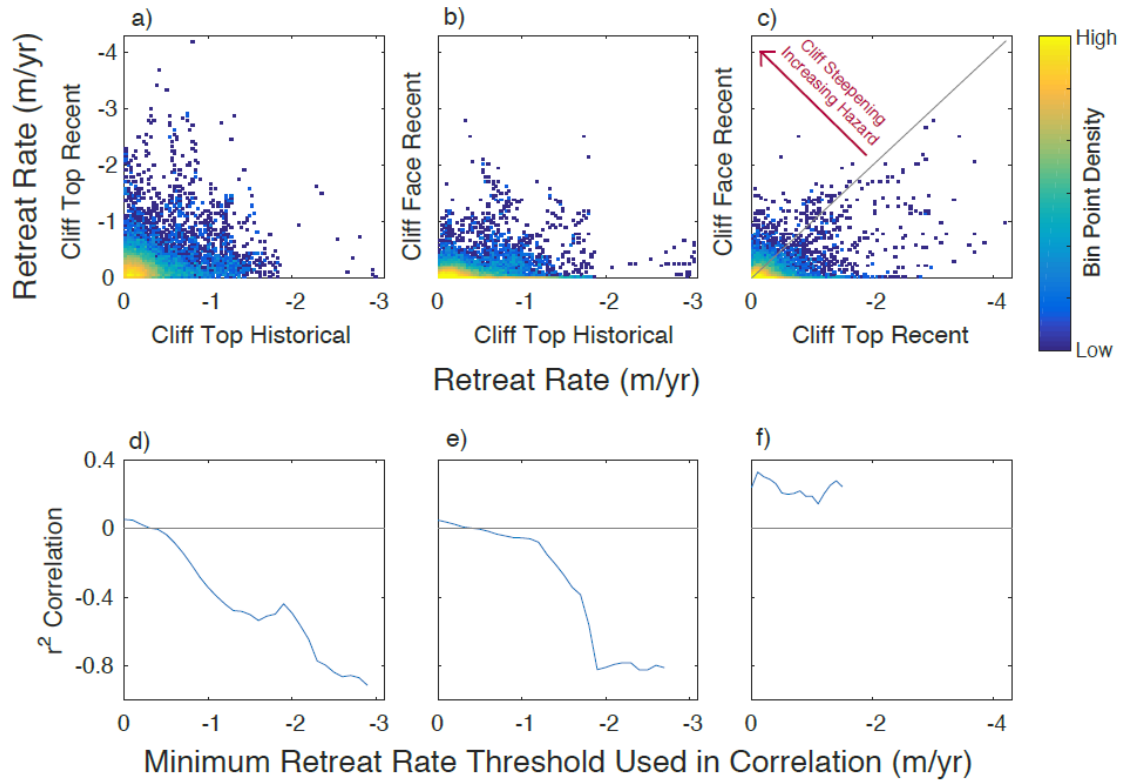 a)
b)
c)
Retreat Rate (m/yr)
Cliff Top Recent
-4
-3
-2
-1
0
0
-1
-2
-3
Cliff Top Historical
Cliff Face Recent
0
-1
-2
-3
Cliff Top Historical
Cliff Face Recent
Cliff Steepening
Increasing Hazard
0
-2
-4
Cliff Top Recent
High
Bin Point Density
Low
Retreat Rate (m/yr)
d)
e)
f)
r² Correlation
0.4
0
-0.4
-0.8
0
-1
-2
-3
0
-1
-2
-3
0
-2
-4
Minimum Retreat Rate Threshold Used in Correlation (m/yr)